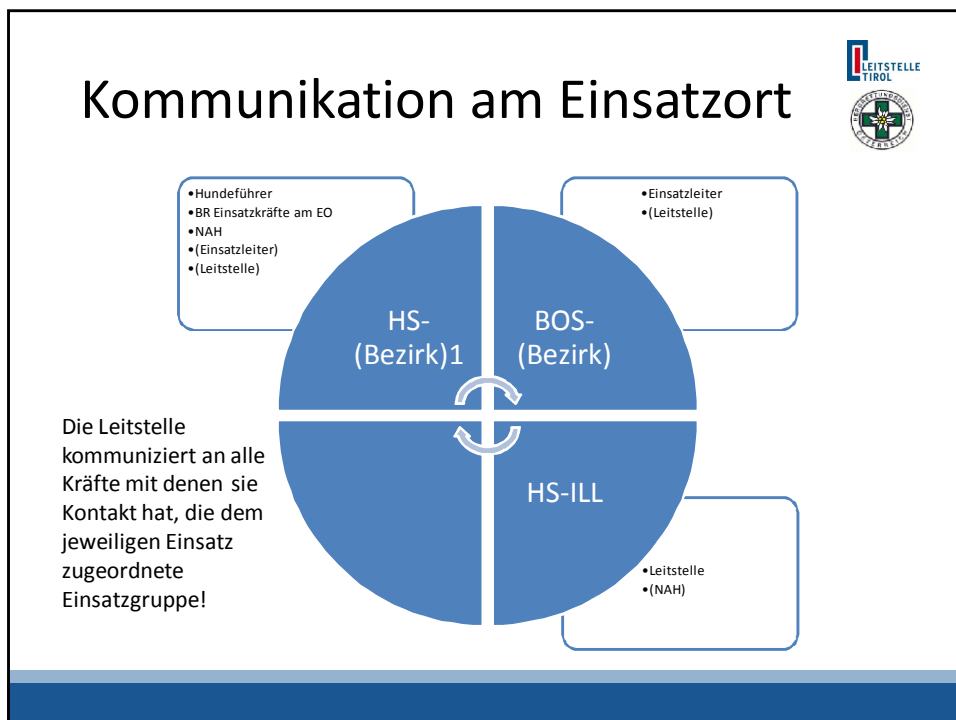 LEITSTELLE
TIROL
Kommunikation am Einsatzort
BERGRETTUNGSDIENST
ÖSTERREICH
•Hundeführer
•BR Einsatzkräfte am EO
•NAH
•(Einsatzleiter)
•(Leitstelle)
•Einsatzleiter
•(Leitstelle)
HS-
(Bezirk)1
BOS-
(Bezirk)
Die Leitstelle
kommuniziert an alle
Kräfte mit denen sie
Kontakt hat, die dem
jeweiligen Einsatz
zugeordnete
Einsatzgruppe!
HS-ILL
•Leitstelle
•(NAH)